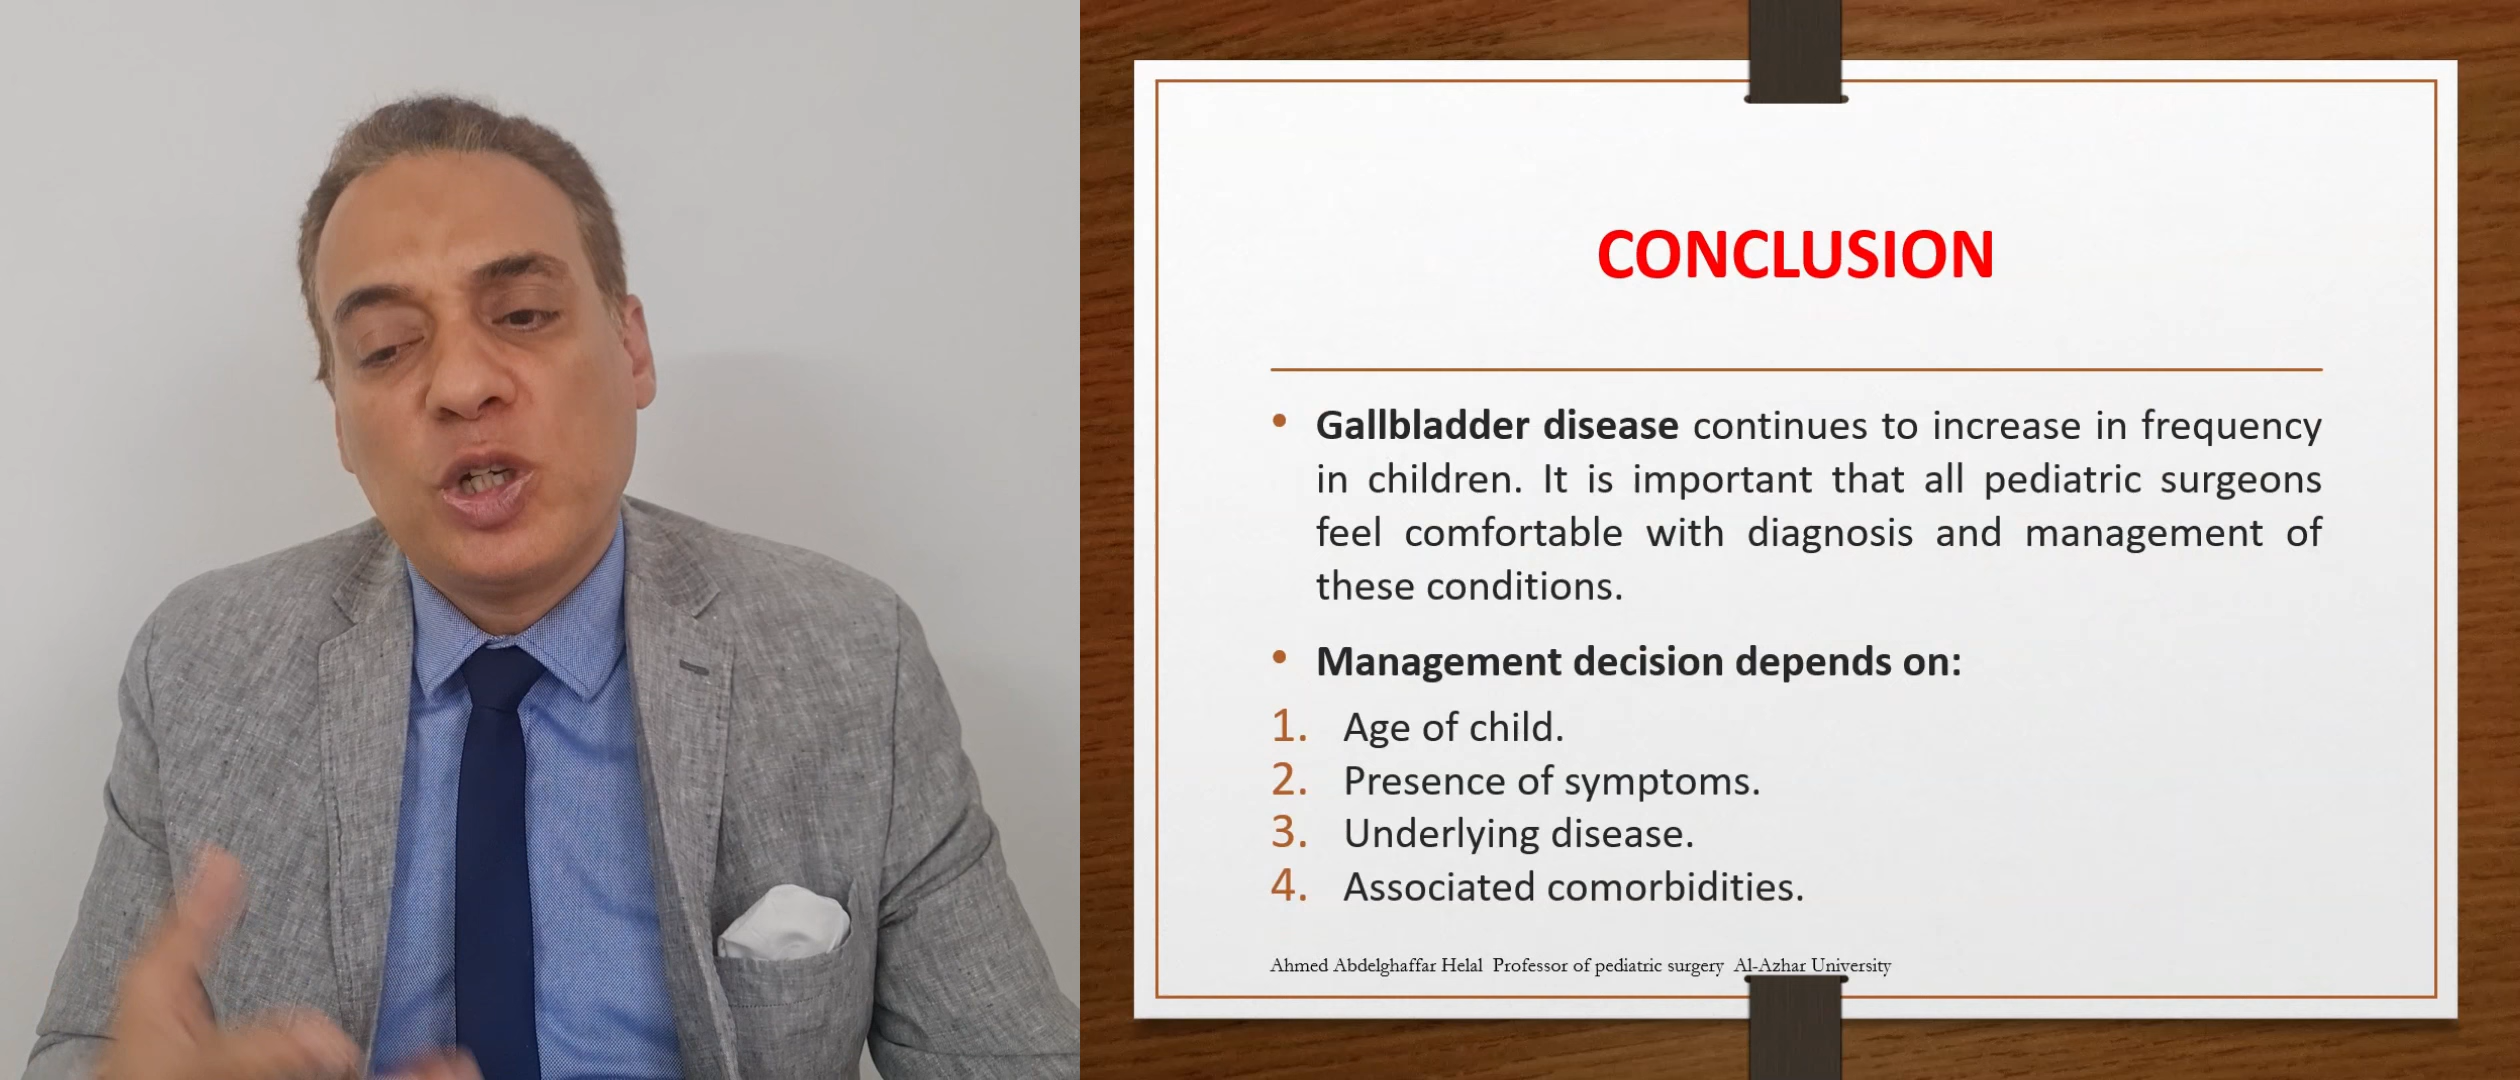 CONCLUSION
• Gallbladder disease continues to increase in frequency
in children. It is important that all pediatric surgeons
feel comfortable with diagnosis and management of
these conditions.
• Management decision depends on:
1. Age of child.
2. Presence of symptoms.
3. Underlying disease.
4. Associated comorbidities.
Ahmed Abdelghaffar Helal Professor of pediatric surgery Al-Azhar University